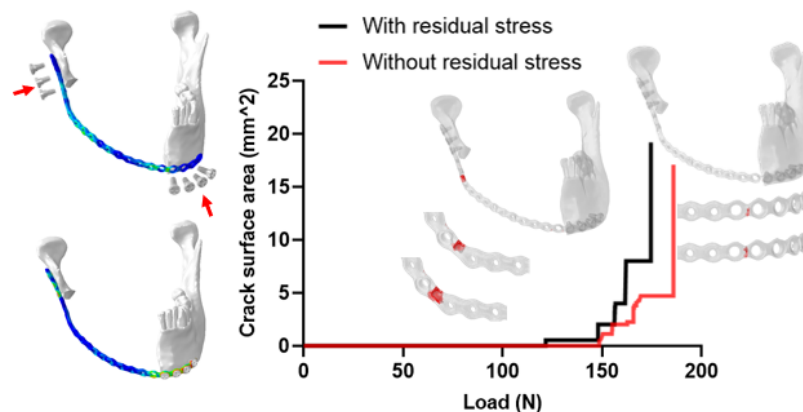 With residual stress
Without residual stress
Crack surface area (mm^2)
25
20
15
10
5
0
0
50
100
150
200
Load (N)